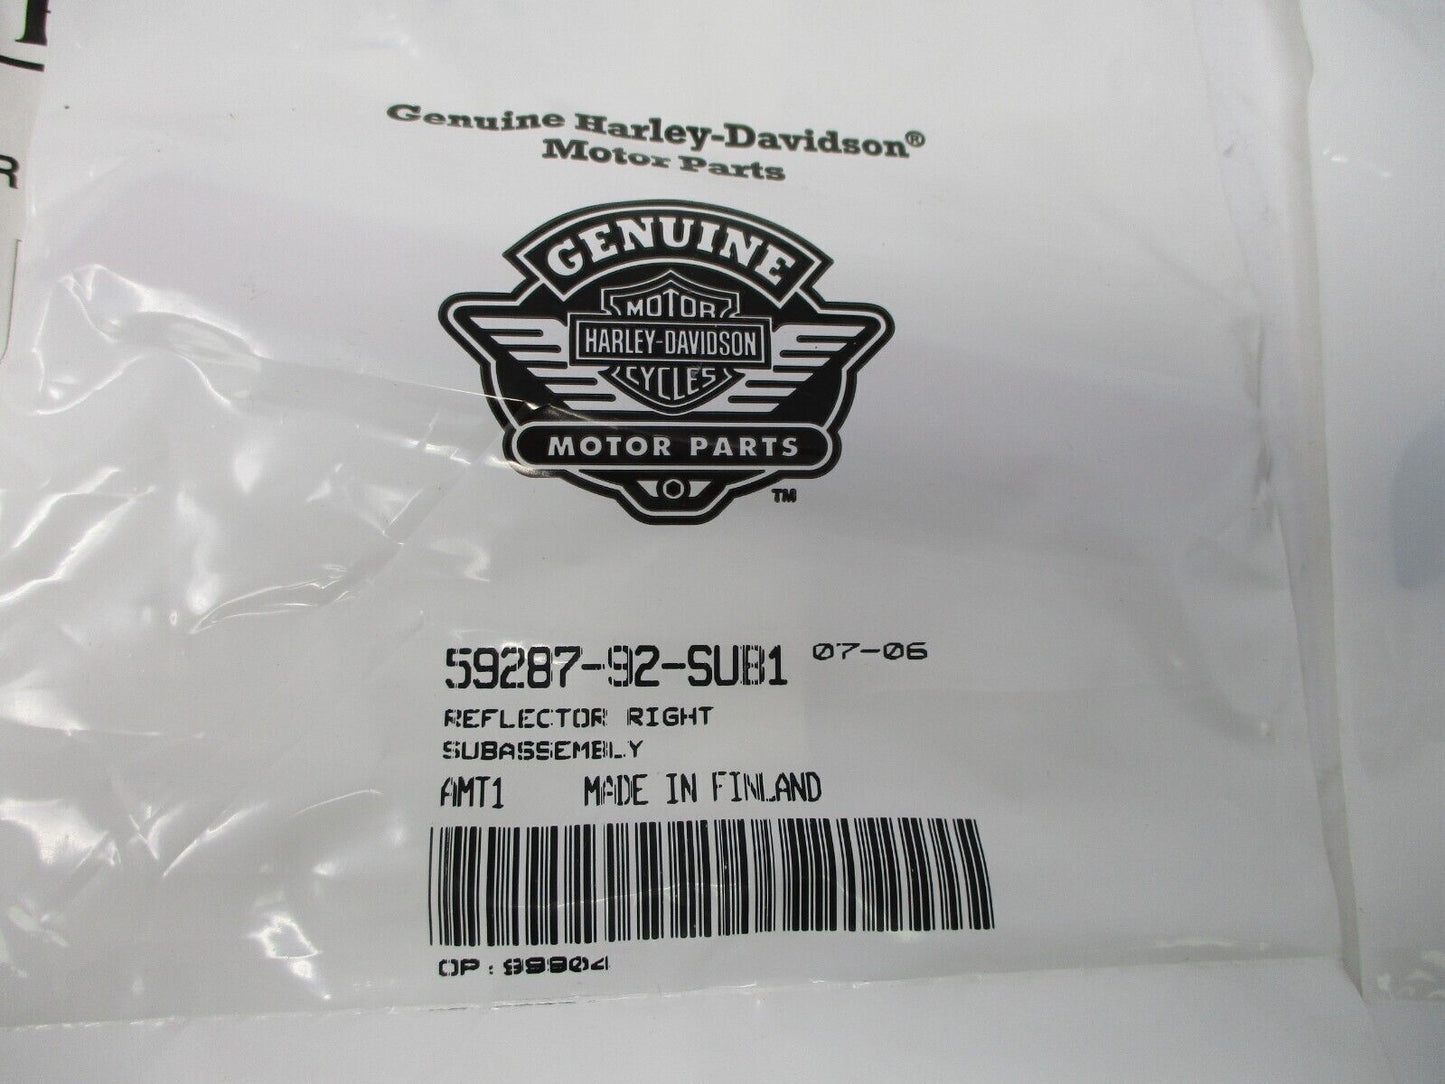 Genuine Harley-Davidson®
Motor Parts
GENUINE
MOTOR
HARLEY-DAVIDSON
CYCLES
MOTOR PARTS
TM
59287-92-SUB1 07-06
REFLECTOR RIGHT
SUBASSEMBLY
AMT1 MADE IN FINLAND
OP: 99904
R